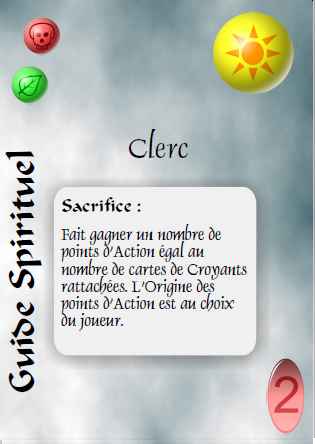 Clerc
Guide Spirituel
Sacrifice :
Fait gagner un nombre de
points d'Action égal au
nombre de cartes de Croyants
rattachées. L'Origine des
points d'Action est au choix
du joueur.
2